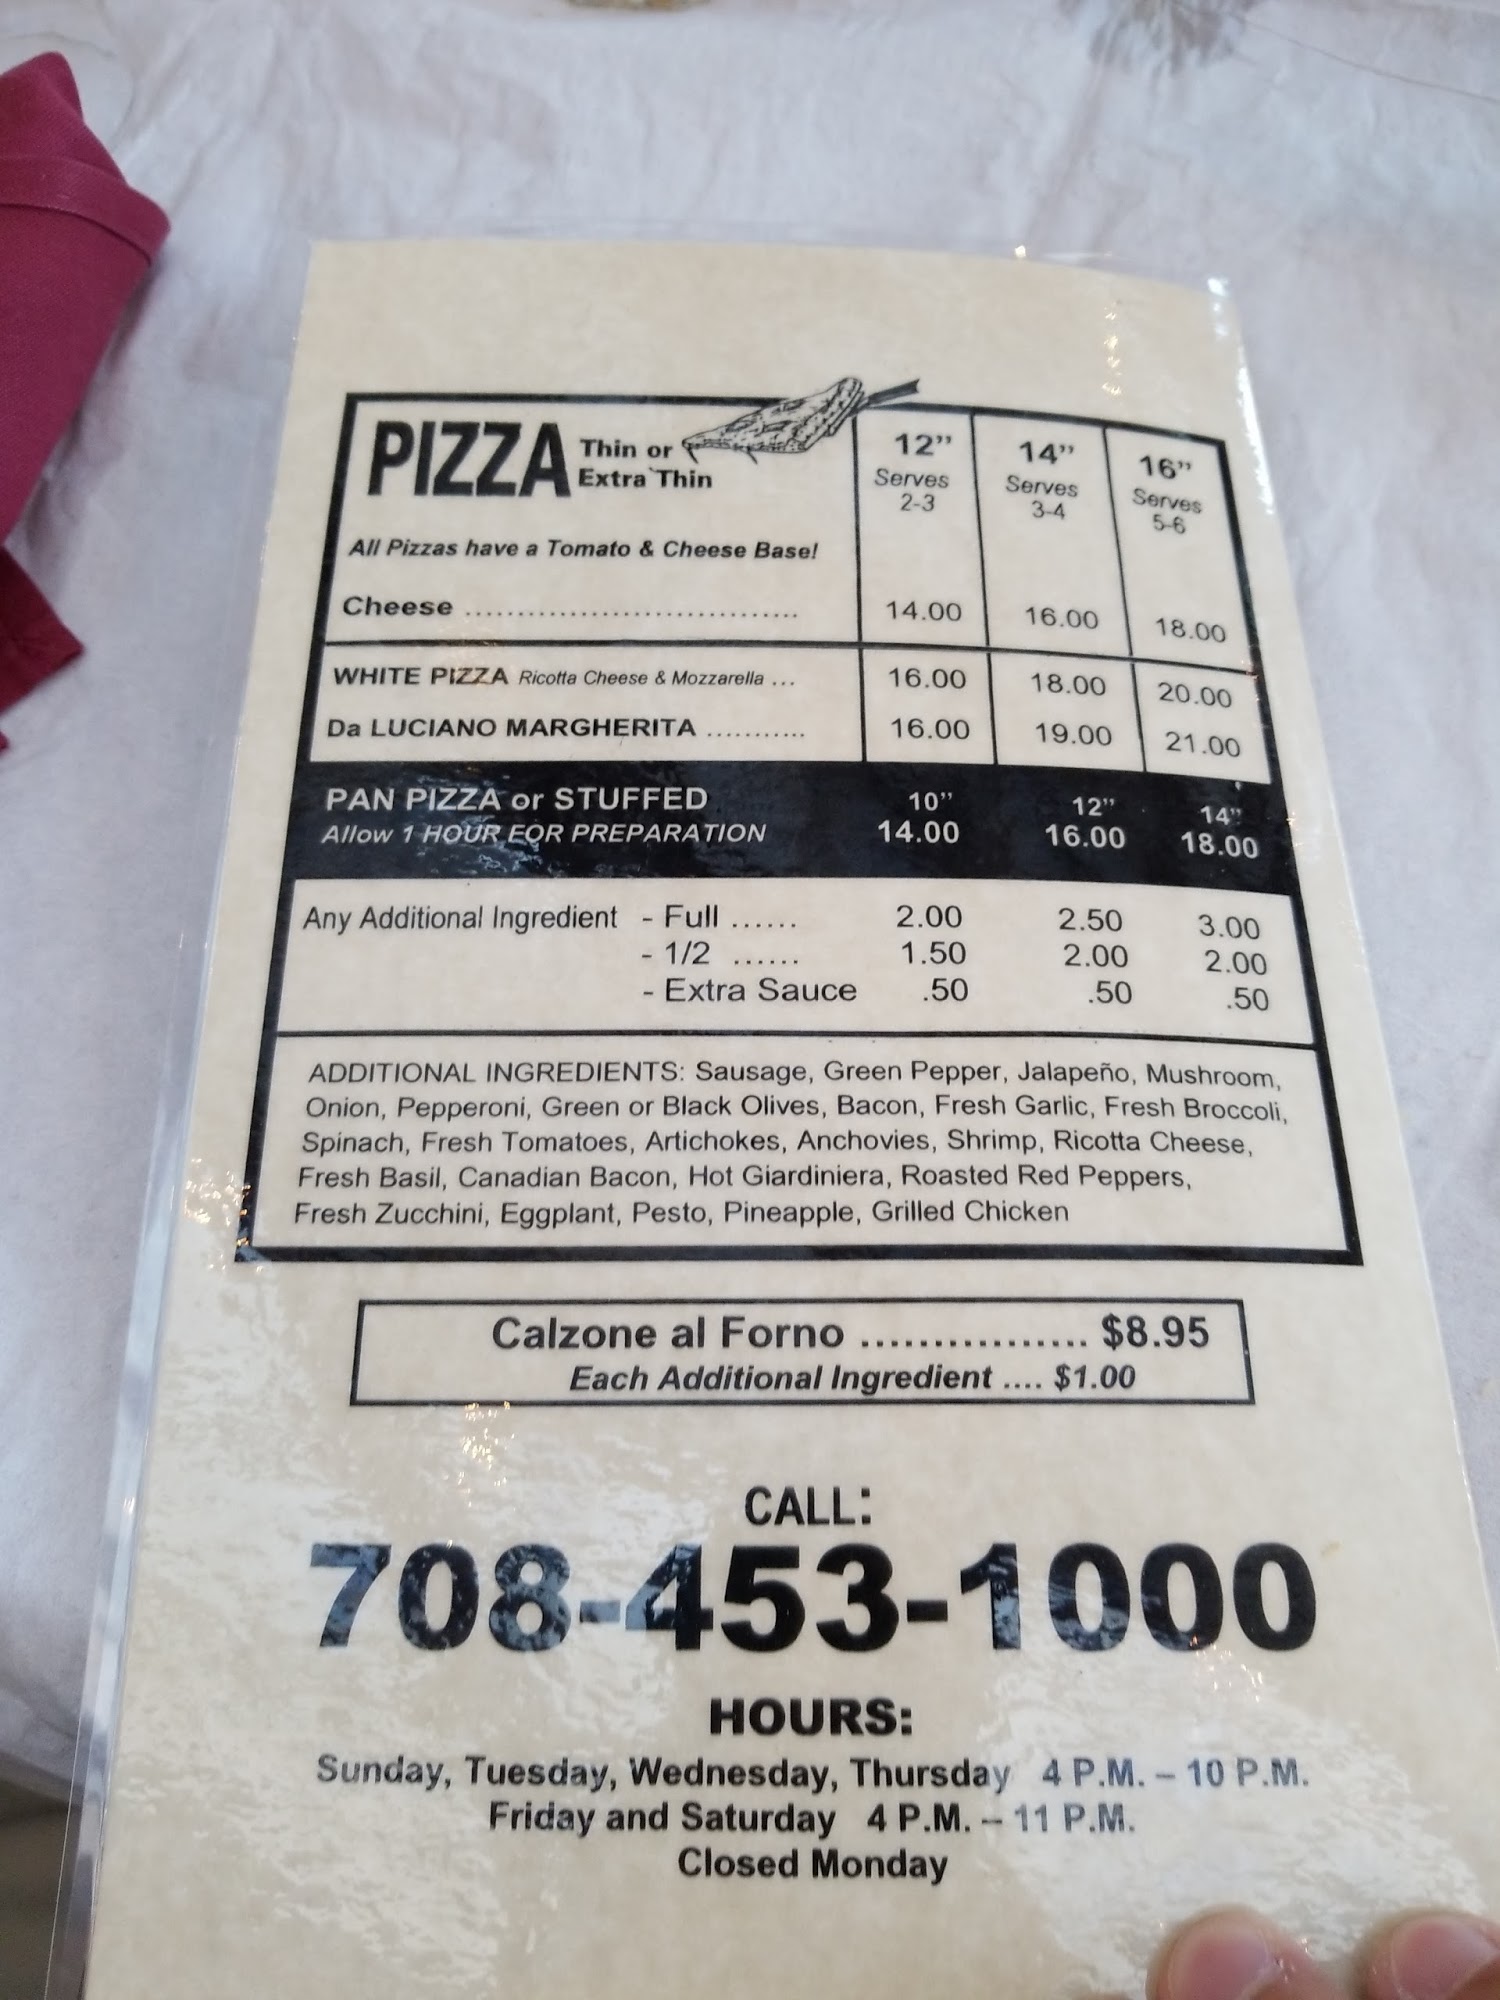 PIZZA Thin or Extra Thin
12" Serves 2-3
14" Serves 3-4
16" Serves 5-6
All Pizzas have a Tomato & Cheese Base!
Cheese ................................ 14.00 16.00 18.00
WHITE PIZZA Ricotta Cheese & Mozzarella ... 16.00 18.00 20.00
Da LUCIANO MARGHERITA ........... 16.00 19.00 21.00
PAN PIZZA or STUFFED 10" 12" 14"
Allow 1 HOUR FOR PREPARATION 14.00 16.00 18.00
Any Additional Ingredient - Full ...... 2.00 2.50 3.00
- 1/2 ...... 1.50 2.00 2.00
- Extra Sauce .50 .50 .50
ADDITIONAL INGREDIENTS: Sausage, Green Pepper, Jalapeño, Mushroom,
Onion, Pepperoni, Green or Black Olives, Bacon, Fresh Garlic, Fresh Broccoli,
Spinach, Fresh Tomatoes, Artichokes, Anchovies, Shrimp, Ricotta Cheese,
Fresh Basil, Canadian Bacon, Hot Giardiniera, Roasted Red Peppers,
Fresh Zucchini, Eggplant, Pesto, Pineapple, Grilled Chicken
Calzone al Forno ................ $8.95
Each Additional Ingredient .... $1.00
CALL:
708-453-1000
HOURS:
Sunday, Tuesday, Wednesday, Thursday 4 P.M. – 10 P.M.
Friday and Saturday 4 P.M. – 11 P.M.
Closed Monday